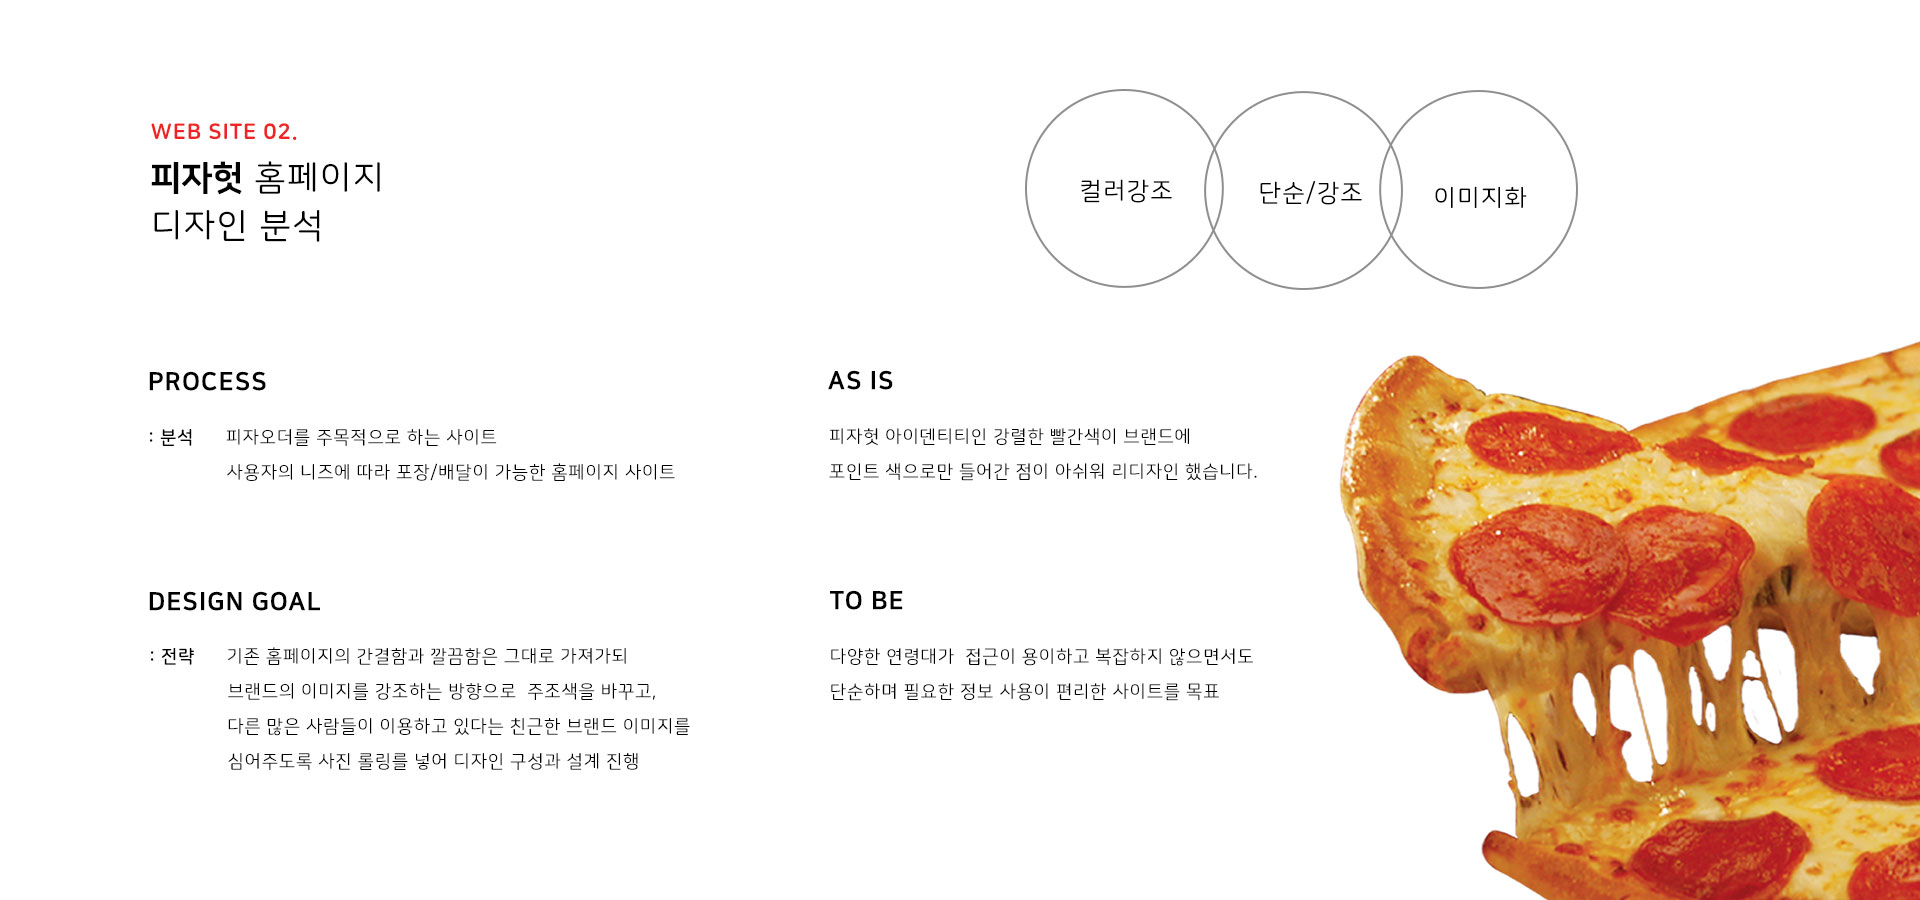 WEB SITE 02.
피자헛 홈페이지
디자인 분석
컬러강조
단순/강조
이미지화
PROCESS
: 분석 피자오더를 주목적으로 하는 사이트
사용자의 니즈에 따라 포장/배달이 가능한 홈페이지 사이트
AS IS
피자헛 아이덴티티인 강렬한 빨간색이 브랜드에
포인트 색으로만 들어간 점이 아쉬워 리디자인 했습니다.
DESIGN GOAL
: 전략 기존 홈페이지의 간결함과 깔끔함은 그대로 가져가되
브랜드의 이미지를 강조하는 방향으로 주조색을 바꾸고,
다른 많은 사람들이 이용하고 있다는 친근한 브랜드 이미지를
심어주도록 사진 롤링를 넣어 디자인 구성과 설계 진행
TO BE
다양한 연령대가 접근이 용이하고 복잡하지 않으면서도
단순하며 필요한 정보 사용이 편리한 사이트를 목표